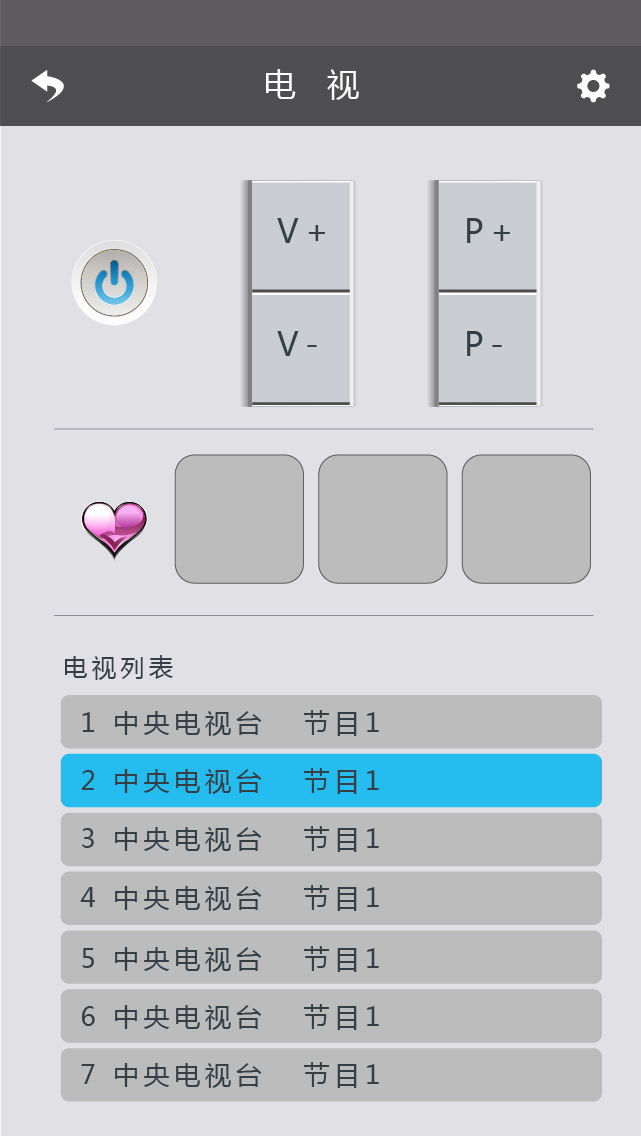 电 视
V +
P +
V -
P -
电视列表
1 中央电视台 节目1
2 中央电视台 节目1
3 中央电视台 节目1
4 中央电视台 节目1
5 中央电视台 节目1
6 中央电视台 节目1
7 中央电视台 节目1